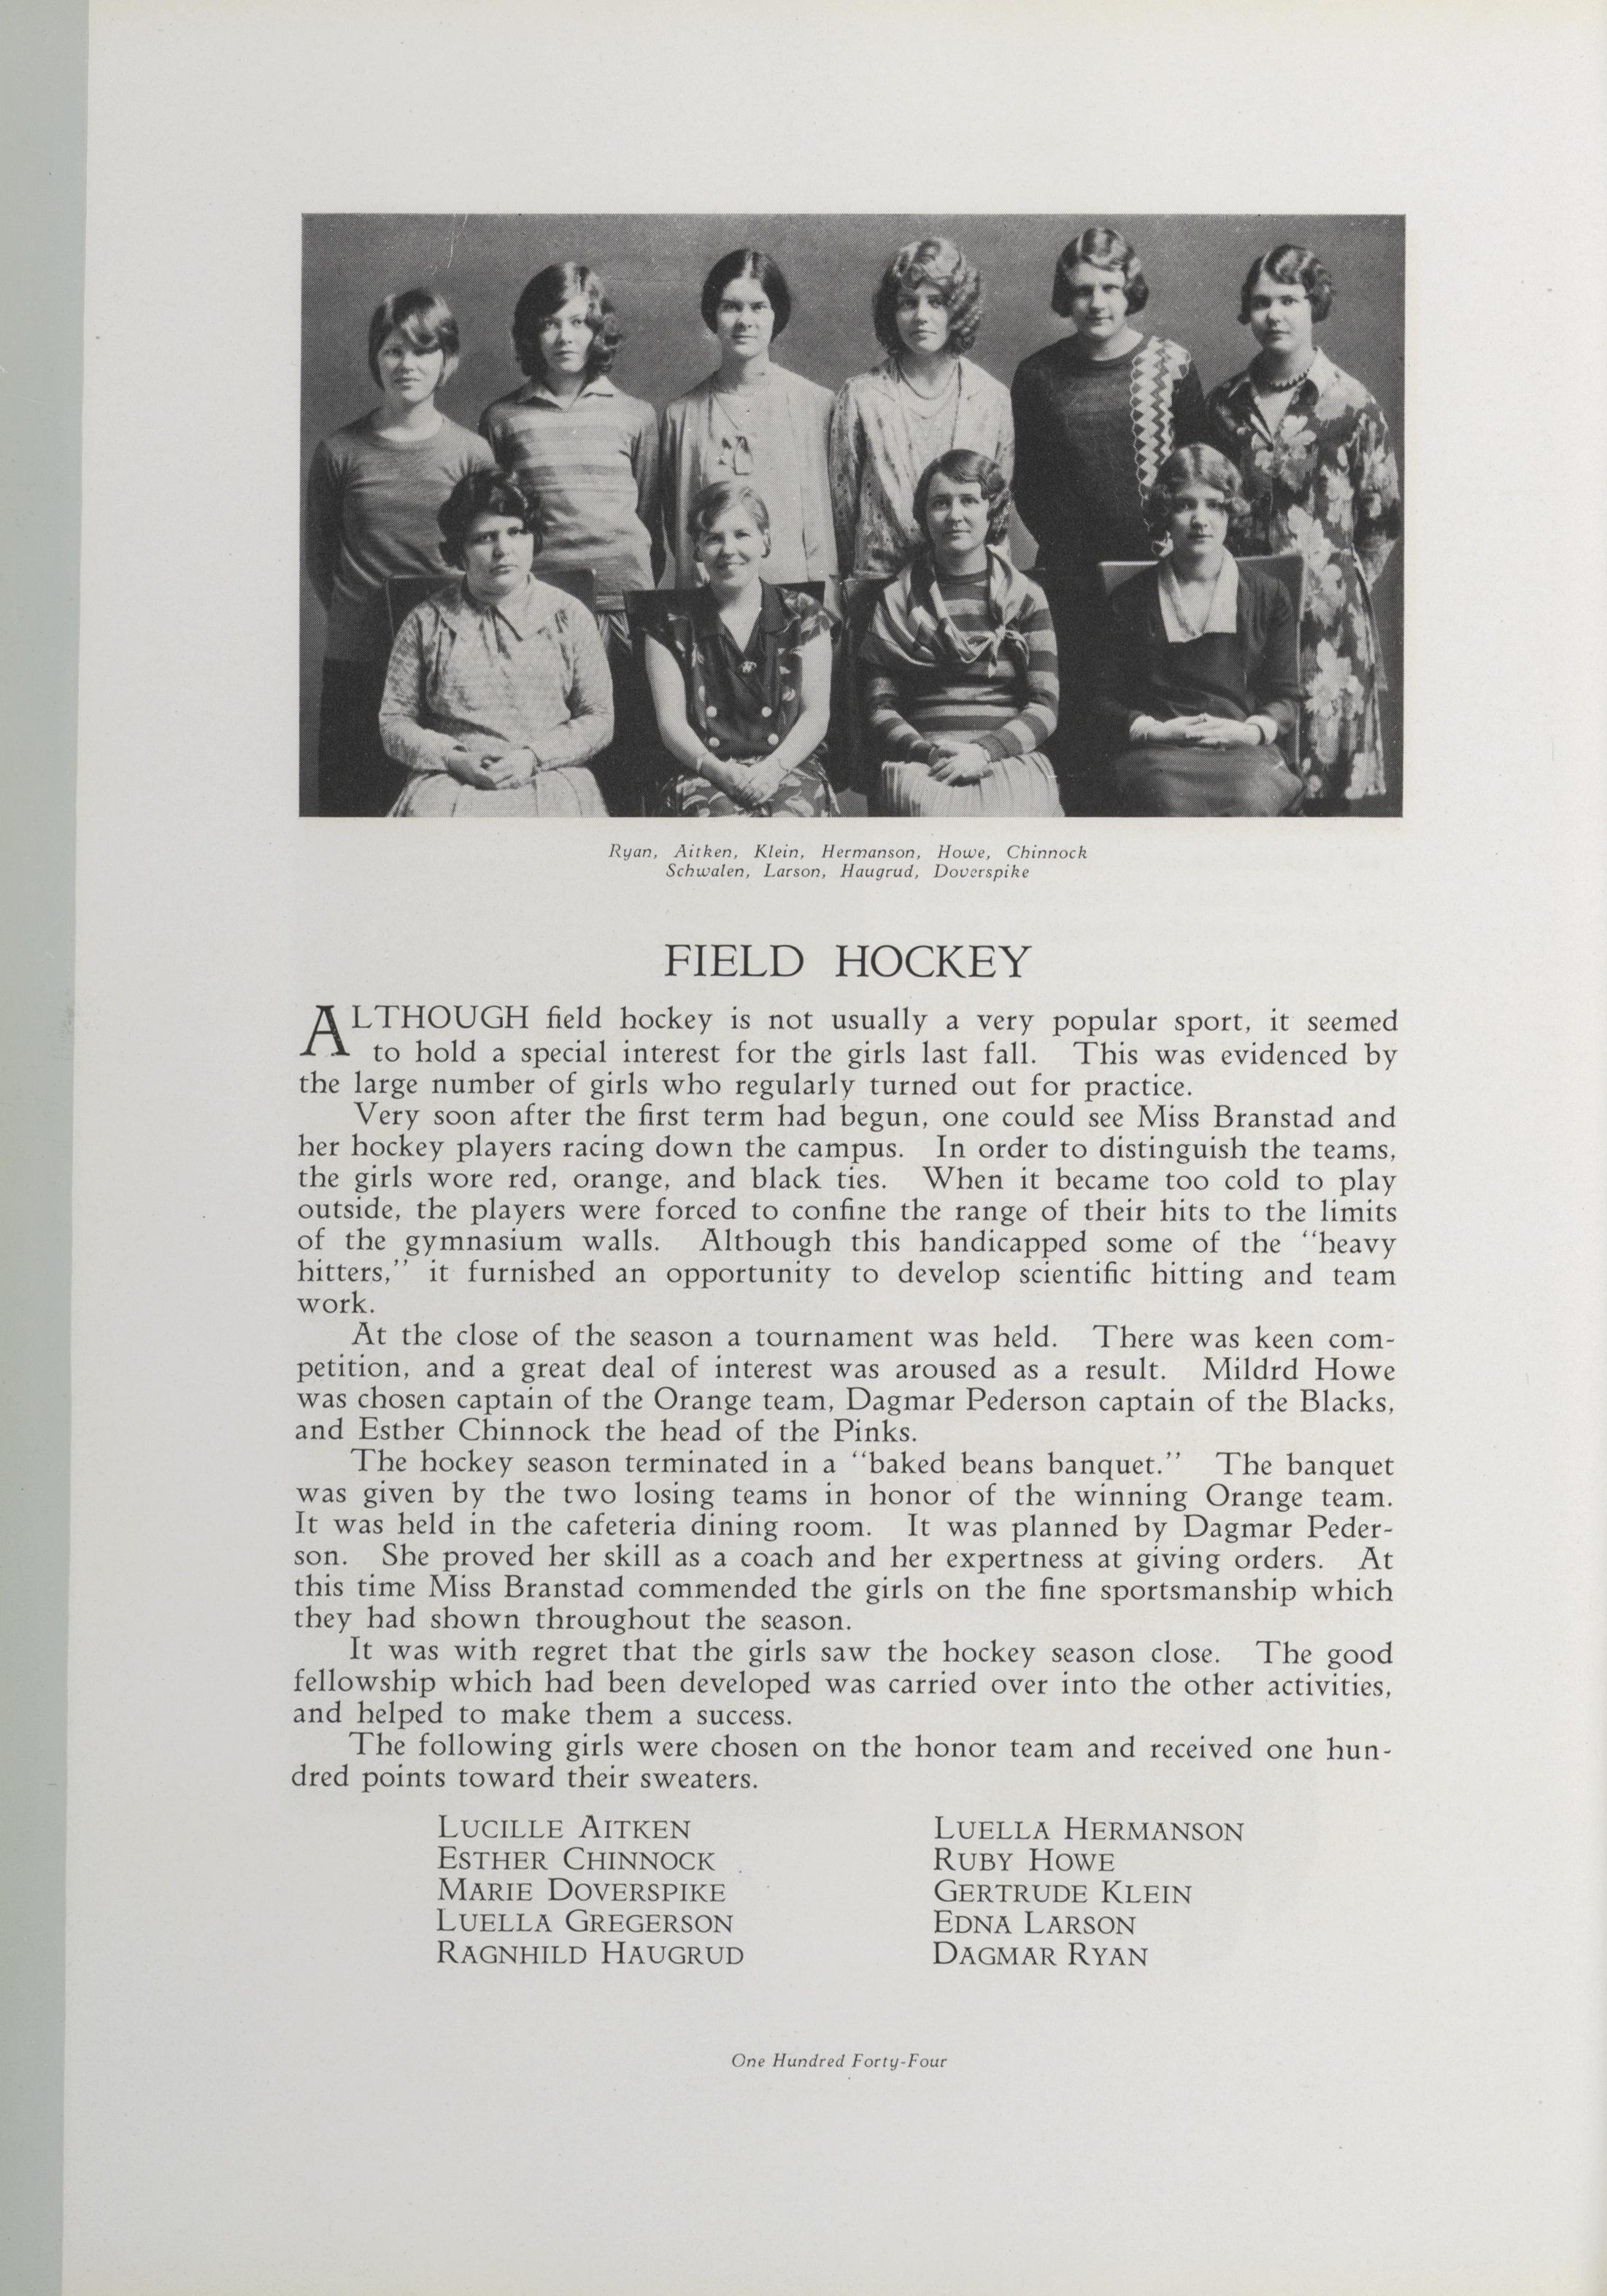 Ryan, Aitken, Klein, Hermanson, Howe, Chinnock
Schwalen, Larson, Haugrud, Doverspike
FIELD HOCKEY
ALTHOUGH field hockey is not usually a very popular sport, it seemed
to hold a special interest for the girls last fall. This was evidenced by
the large number of girls who regularly turned out for practice.
Very soon after the first term had begun, one could see Miss Branstad and
her hockey players racing down the campus. In order to distinguish the teams,
the girls wore red, orange, and black ties. When it became too cold to play
outside, the players were forced to confine the range of their hits to the limits
of the gymnasium walls. Although this handicapped some of the "heavy
hitters," it furnished an opportunity to develop scientific hitting and team
work.
At the close of the season a tournament was held. There was keen com-
petition, and a great deal of interest was aroused as a result. Mildrd Howe
was chosen captain of the Orange team, Dagmar Pederson captain of the Blacks,
and Esther Chinnock the head of the Pinks.
The hockey season terminated in a "baked beans banquet." The banquet
was given by the two losing teams in honor of the winning Orange team.
It was held in the cafeteria dining room. It was planned by Dagmar Peder-
son. She proved her skill as a coach and her expertness at giving orders. At
this time Miss Branstad commended the girls on the fine sportsmanship which
they had shown throughout the season.
It was with regret that the girls saw the hockey season close. The good
fellowship which had been developed was carried over into the other activities,
and helped to make them a success.
The following girls were chosen on the honor team and received one hun-
dred points toward their sweaters.
LUCILLE AITKEN
ESTHER CHINNOCK
MARIE DOVERSPIKE
LUELLA GREGERSON
RAGNHILD HAUGRUD
LUELLA HERMANSON
RUBY HOWE
GERTRUDE KLEIN
EDNA LARSON
DAGMAR RYAN
One Hundred Forty-Four